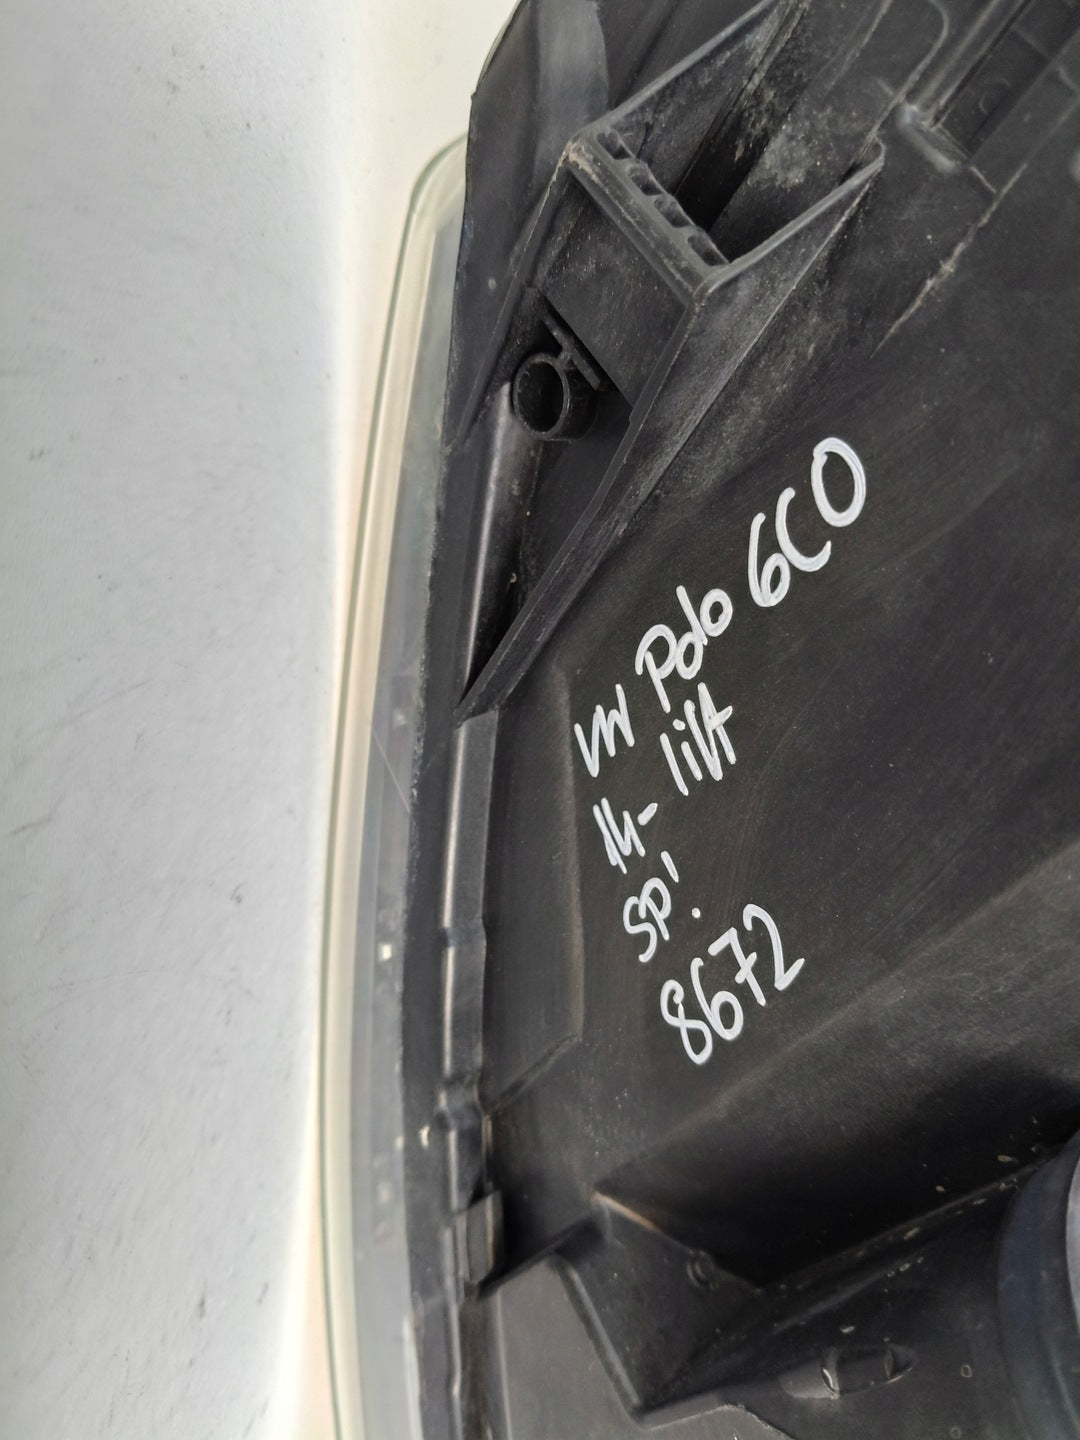 VW Polo 6C0
14- lift
SP!.
8672